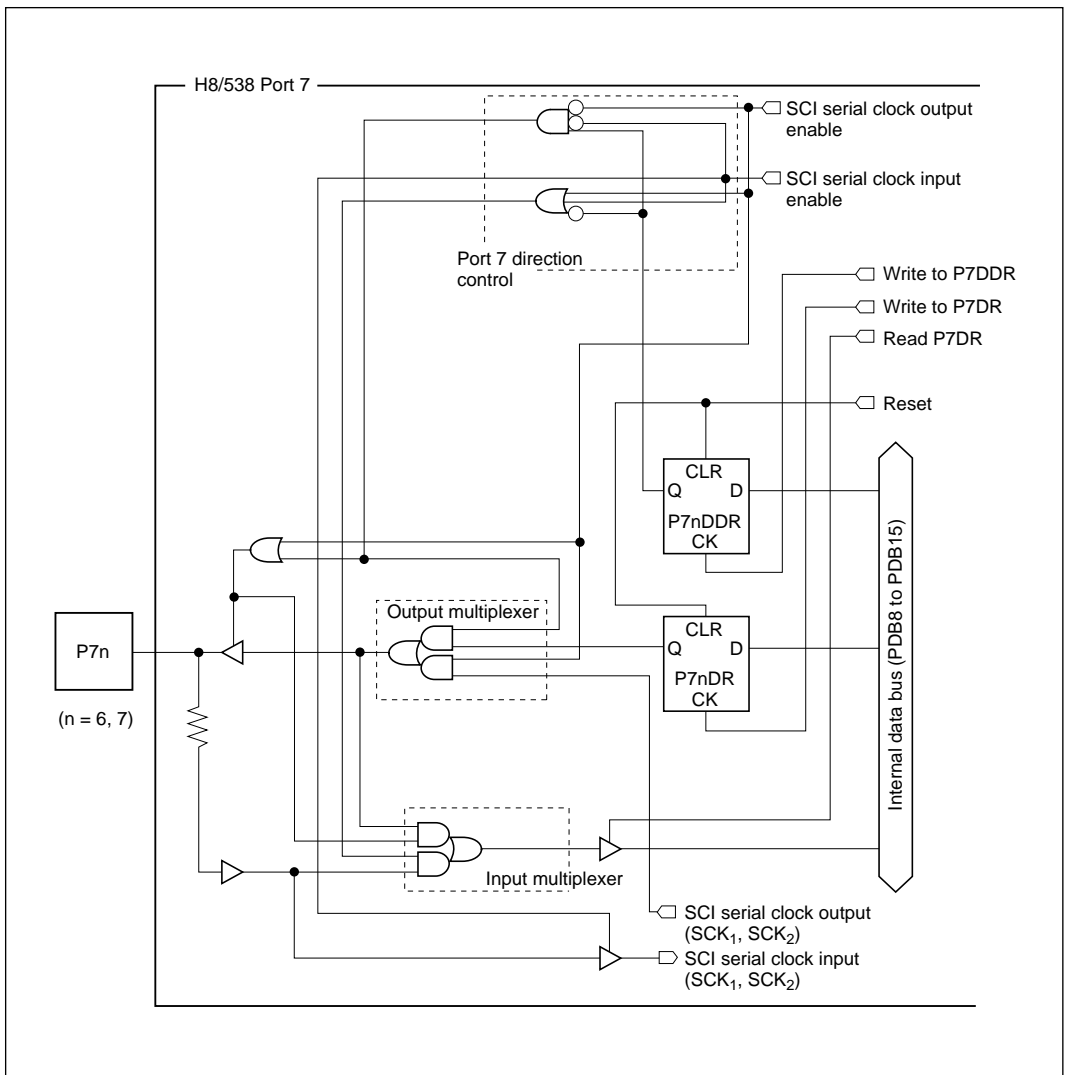 H8/538 Port 7
SCI serial clock output
enable
SCI serial clock input
enable
Port 7 direction
control
Write to P7DDR
Write to P7DR
Read P7DR
Reset
CLR
Q D
P7nDDR
CK
Internal data bus (PDB8 to PDB15)
Output multiplexer
CLR
Q D
P7nDR
CK
P7n
(n = 6, 7)
Input multiplexer
SCI serial clock output
(SCK₁, SCK₂)
SCI serial clock input
(SCK₁, SCK₂)